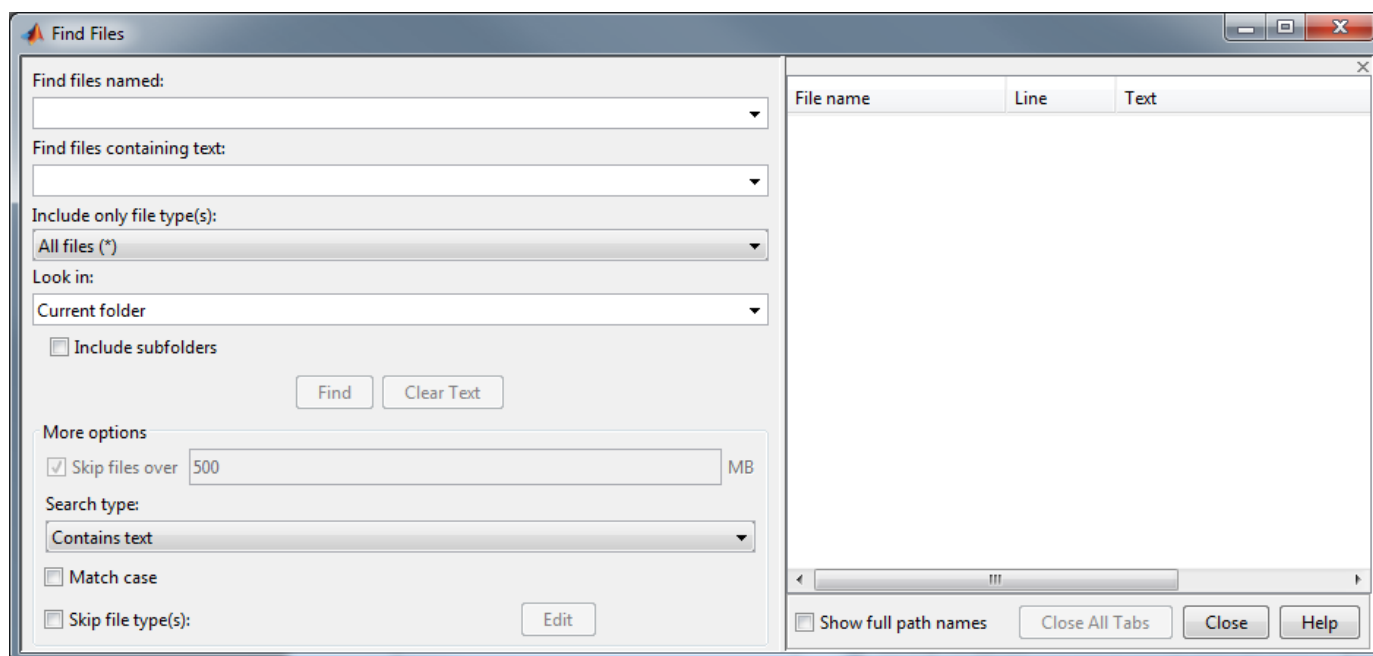 Find Files
Find files named:
Find files containing text:
Include only file type(s):
All files (*)
Look in:
Current folder
Include subfolders
Find
Clear Text
More options
Skip files over 500 MB
Search type:
Contains text
Match case
Skip file type(s):
Edit
File name Line Text
Show full path names
Close All Tabs
Close
Help